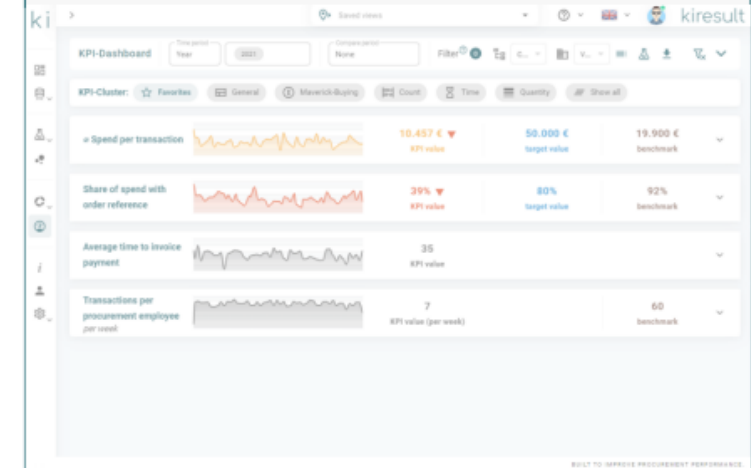 ki
Saved views
kiresult
KPI-Dashboard
Time period
Year
2021
Compare period
None
Filter
c...
v...
KPI-Cluster: Favorites General Maverick-Buying Count Time Quantity Show all
⌀ Spend per transaction
10.457 € ▼
KPI value
50.000 €
target value
19.900 €
benchmark
Share of spend with
order reference
39% ▼
KPI value
80%
target value
92%
benchmark
Average time to invoice
payment
35
KPI value
Transactions per
procurement employee
per week
7
KPI value (per week)
60
benchmark
BUILT TO IMPROVE PROCUREMENT PERFORMANCE.